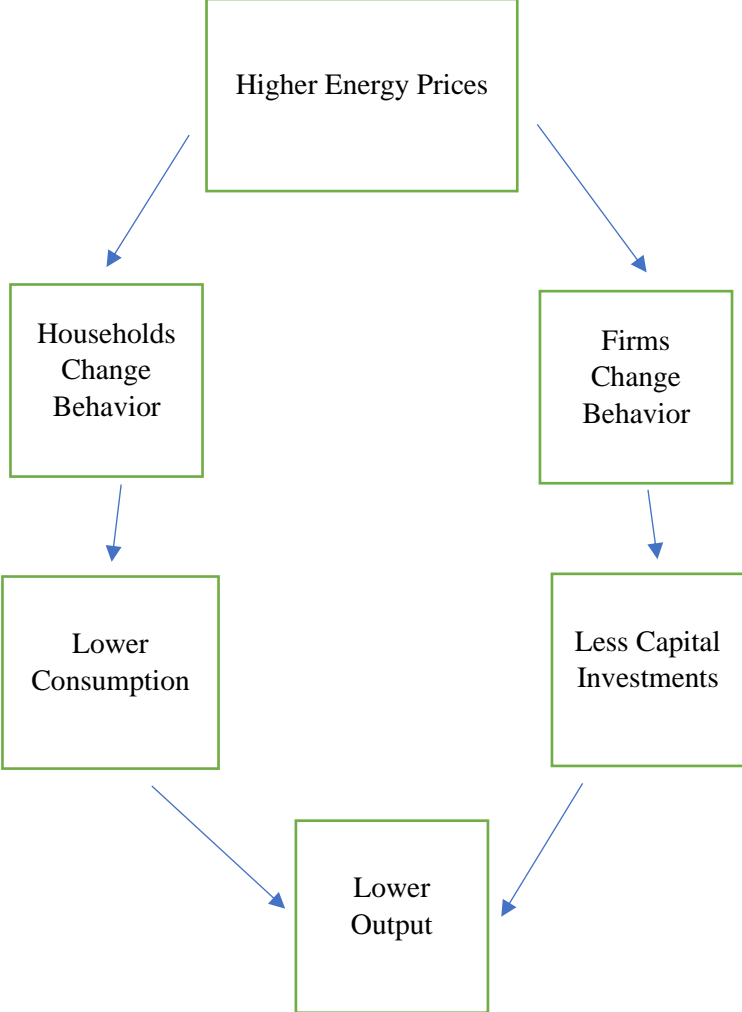 Higher Energy Prices
Households
Change
Behavior
Firms
Change
Behavior
Lower
Consumption
Less Capital
Investments
Lower
Output